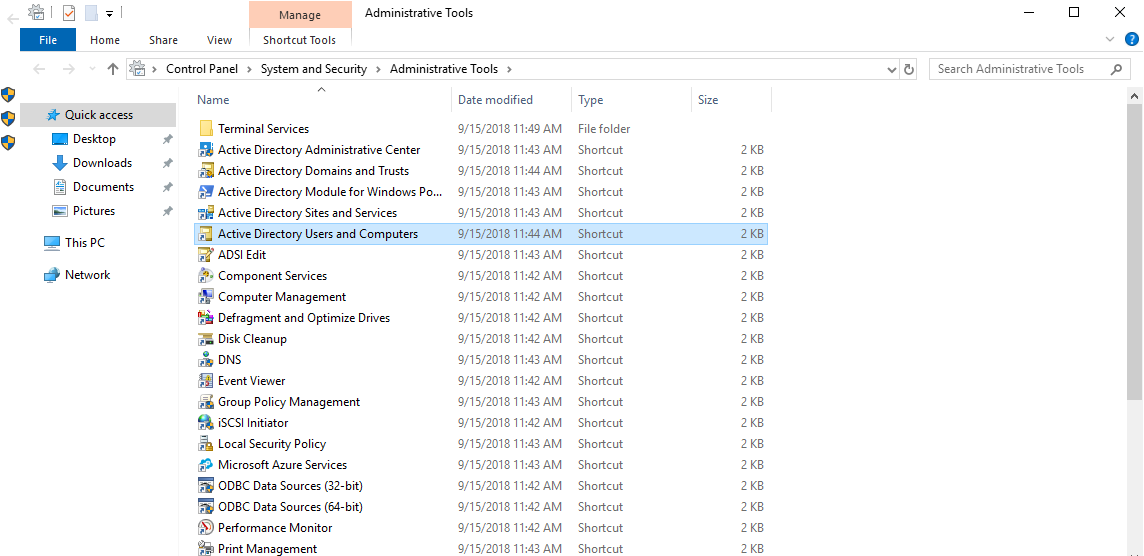 Manage Administrative Tools
File Home Share View Shortcut Tools
Control Panel System and Security Administrative Tools Search Administrative Tools
Name Date modified Type Size
Quick access
Desktop
Downloads
Documents
Pictures
This PC
Network
Terminal Services 9/15/2018 11:49 AM File folder
Active Directory Administrative Center 9/15/2018 11:43 AM Shortcut 2 KB
Active Directory Domains and Trusts 9/15/2018 11:44 AM Shortcut 2 KB
Active Directory Module for Windows Po... 9/15/2018 11:43 AM Shortcut 2 KB
Active Directory Sites and Services 9/15/2018 11:43 AM Shortcut 2 KB
Active Directory Users and Computers 9/15/2018 11:44 AM Shortcut 2 KB
ADSI Edit 9/15/2018 11:43 AM Shortcut 2 KB
Component Services 9/15/2018 11:42 AM Shortcut 2 KB
Computer Management 9/15/2018 11:42 AM Shortcut 2 KB
Defragment and Optimize Drives 9/15/2018 11:42 AM Shortcut 2 KB
Disk Cleanup 9/15/2018 11:42 AM Shortcut 2 KB
DNS 9/15/2018 11:43 AM Shortcut 2 KB
Event Viewer 9/15/2018 11:42 AM Shortcut 2 KB
Group Policy Management 9/15/2018 11:43 AM Shortcut 2 KB
iSCSI Initiator 9/15/2018 11:42 AM Shortcut 2 KB
Local Security Policy 9/15/2018 11:43 AM Shortcut 2 KB
Microsoft Azure Services 9/15/2018 11:43 AM Shortcut 2 KB
ODBC Data Sources (32-bit) 9/15/2018 11:42 AM Shortcut 2 KB
ODBC Data Sources (64-bit) 9/15/2018 11:42 AM Shortcut 2 KB
Performance Monitor 9/15/2018 11:42 AM Shortcut 2 KB
Print Management 9/15/2018 11:43 AM Shortcut 2 KB